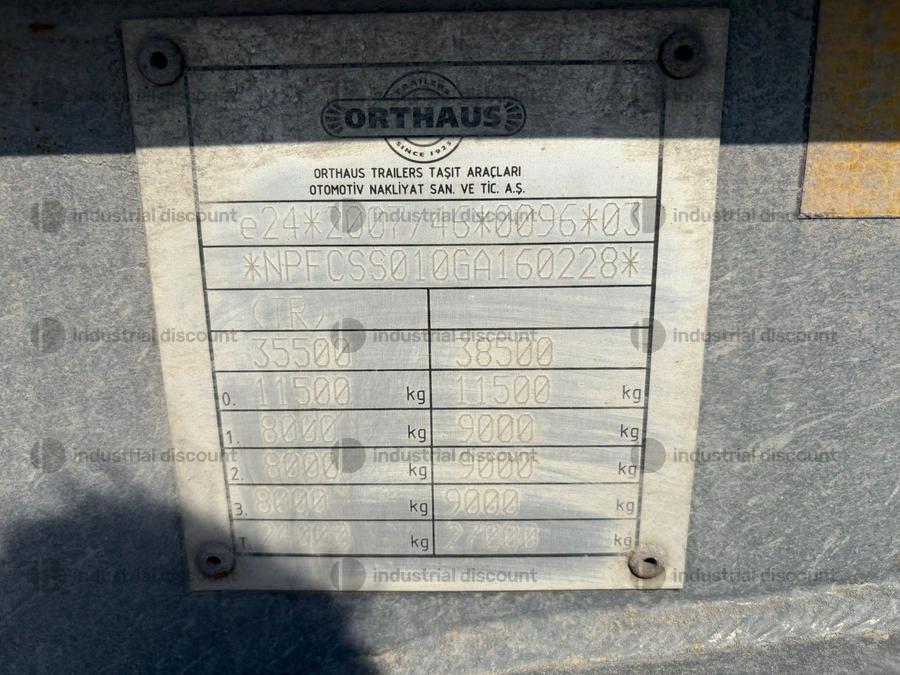 TRAILERS
ORTHAUS
SINCE 1925
ORTHAUS TRAILERS TAŞIT ARAÇLARI
OTOMOTİV NAKLİYAT SAN. VE TİC. A.Ş.
e24*2007/46*0096*03
*NPFCSS010GA160228*
(TR)
35500 38500
0. 11500 kg 11500 kg
1. 8000 kg 9000 kg
2. 8000 kg 9000 kg
3. 8000 kg 9000 kg
T. kg 27000 kg
industrial discount